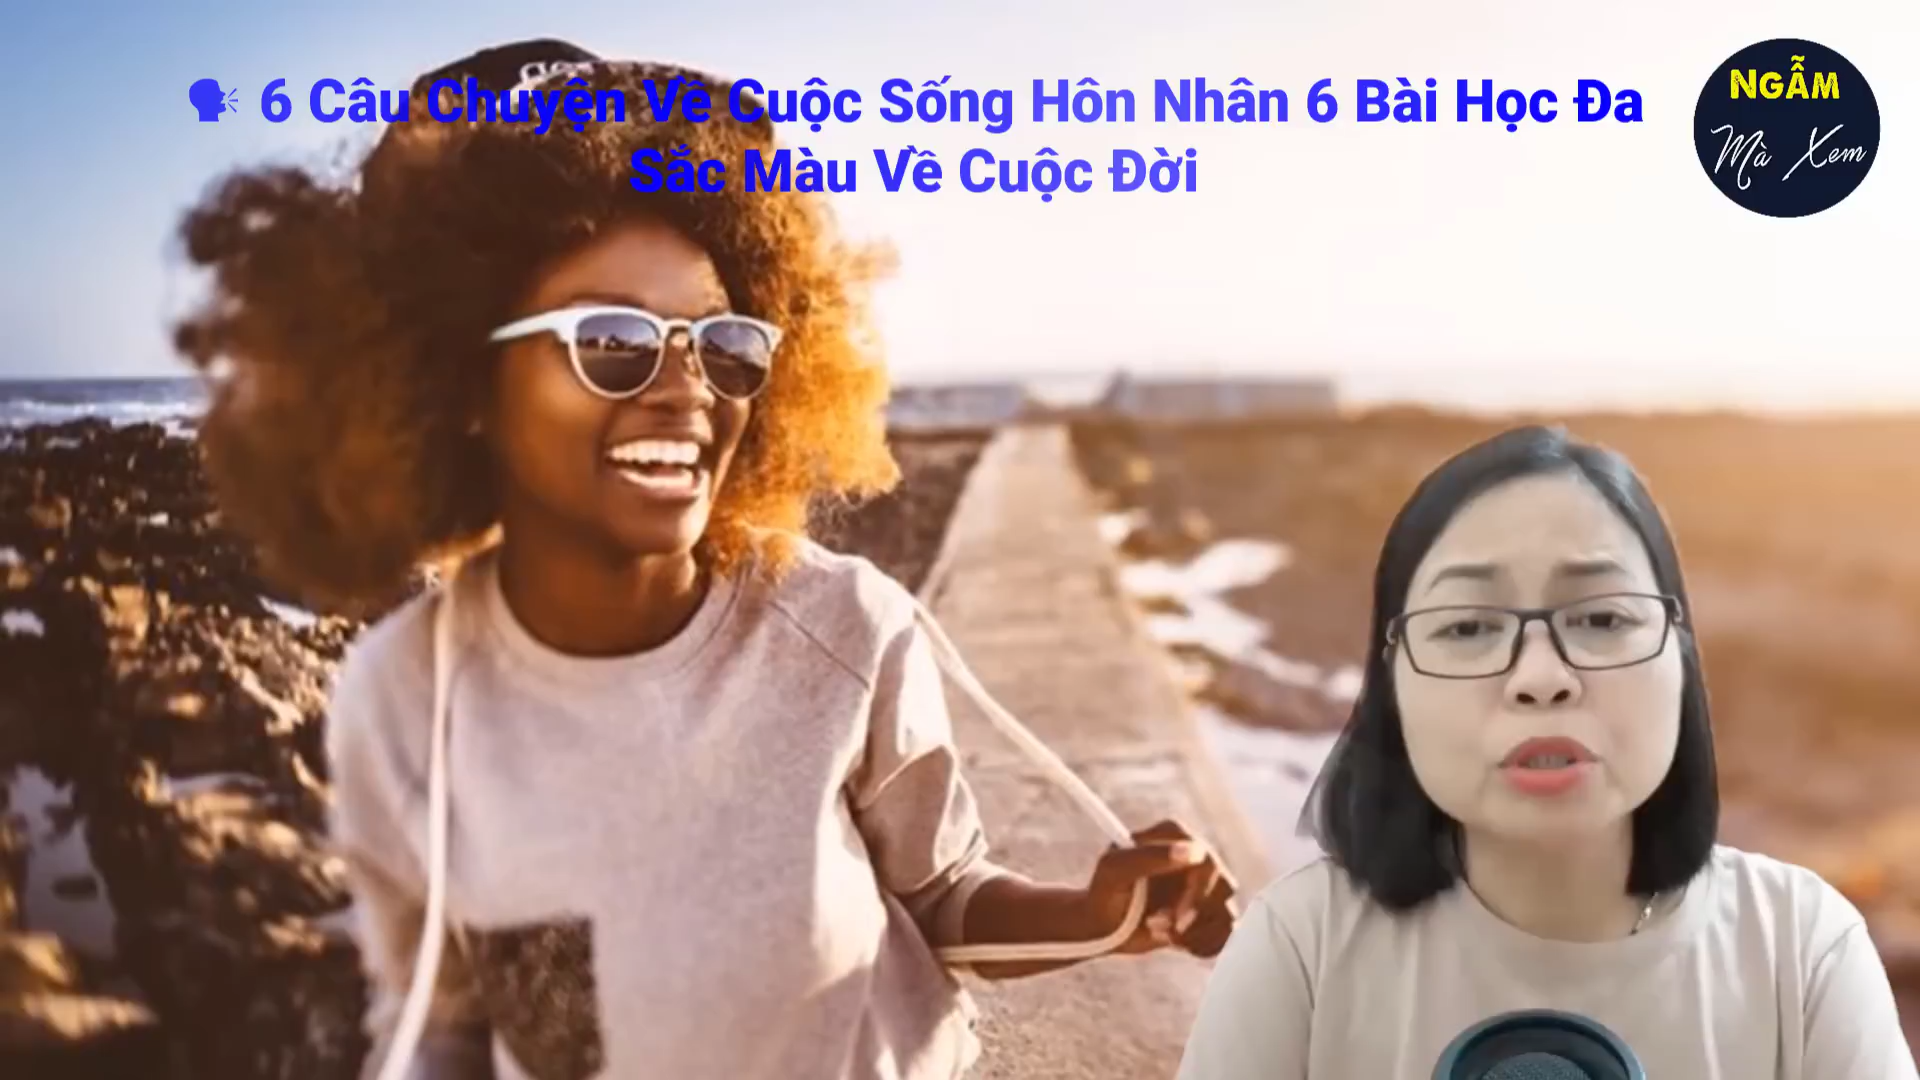 6 Câu Chuyện Về Cuộc Sống Hôn Nhân 6 Bài Học Đa
Sắc Màu Về Cuộc Đời
NGẪM
Mà Xem